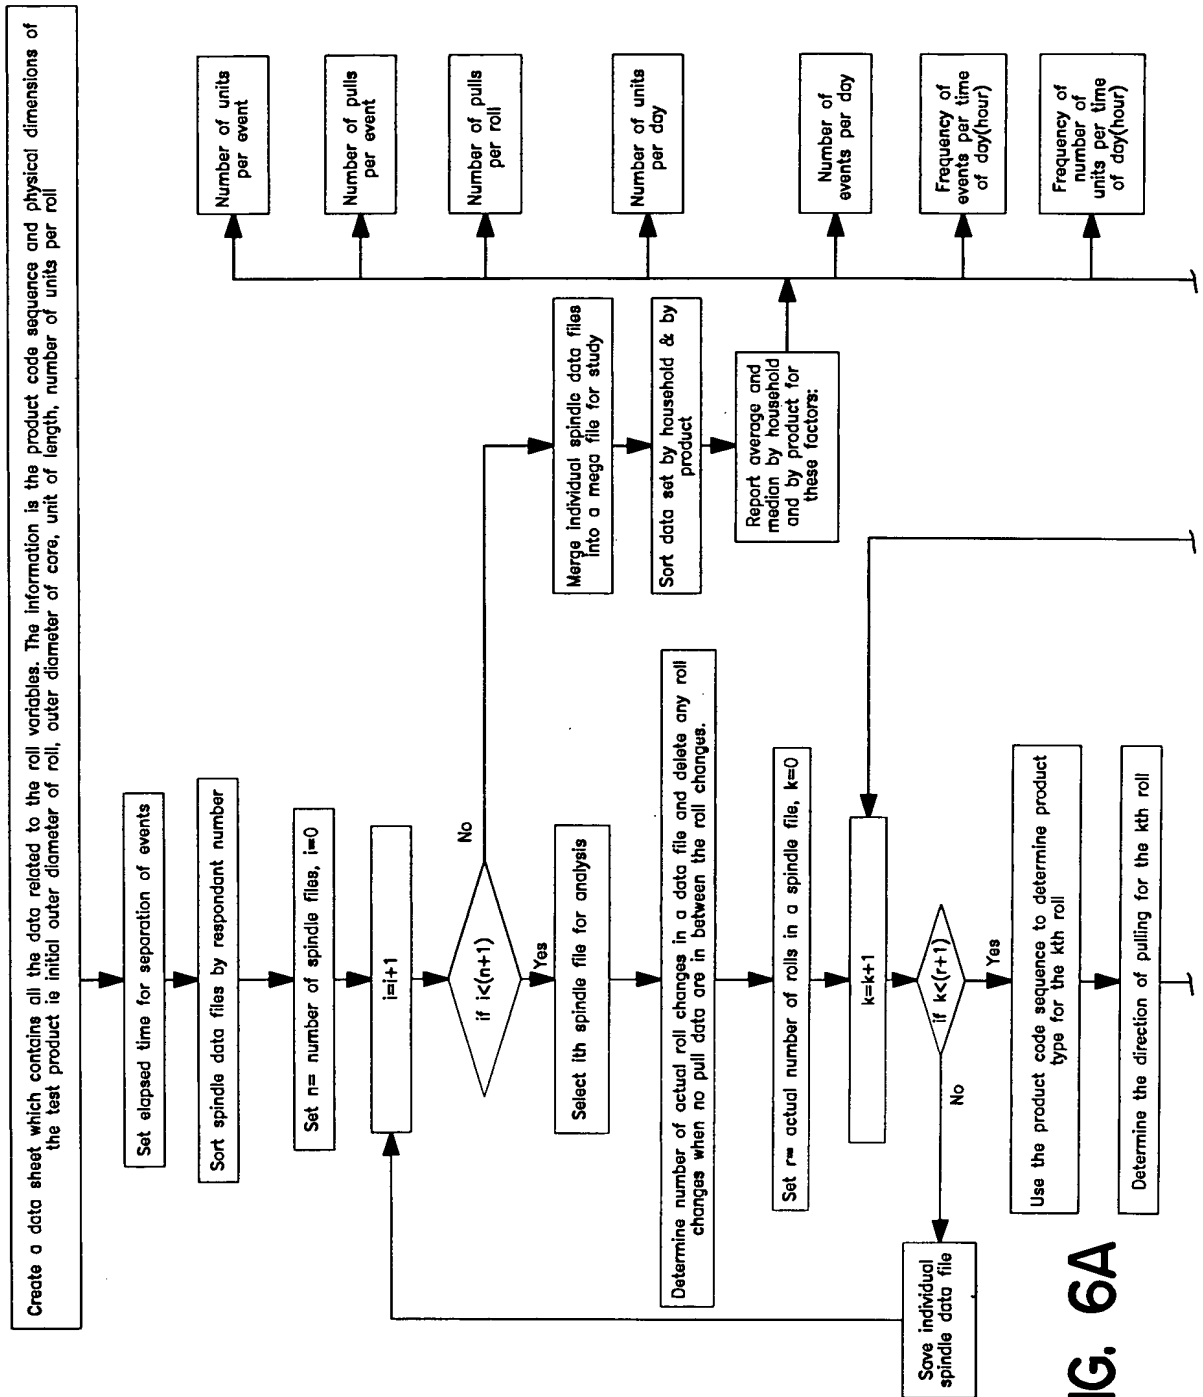 Create a data sheet which contains all the data related to the roll variables. The information is the product code sequence and physical dimensions of
the test product ie initial outer diameter of roll, outer diameter of core, unit of length, number of units per roll
Set elapsed time for separation of events
Sort spindle data files by respondant number
Set n= number of spindle files, i=0
i=i+1
if i<(n+1)
No
Yes
Select ith spindle file for analysis
Determine number of actual roll changes in a data file and delete any roll
changes when no pull data are in between the roll changes.
Set r= actual number of rolls in a spindle file, k=0
k=k+1
if k<(r+1)
No
Yes
Save individual
spindle data file
Use the product code sequence to determine product
type for the kth roll
Determine the direction of pulling for the kth roll
Merge individual spindle data files
into a mega file for study
Sort data set by household & by
product
Report average and
median by household
and by product for
these factors:
Number of units
per event
Number of pulls
per event
Number of pulls
per roll
Number of units
per day
Number of
events per day
Frequency of
events per time
of day(hour)
Frequency of
number of
units per time
of day(hour)
IG. 6A